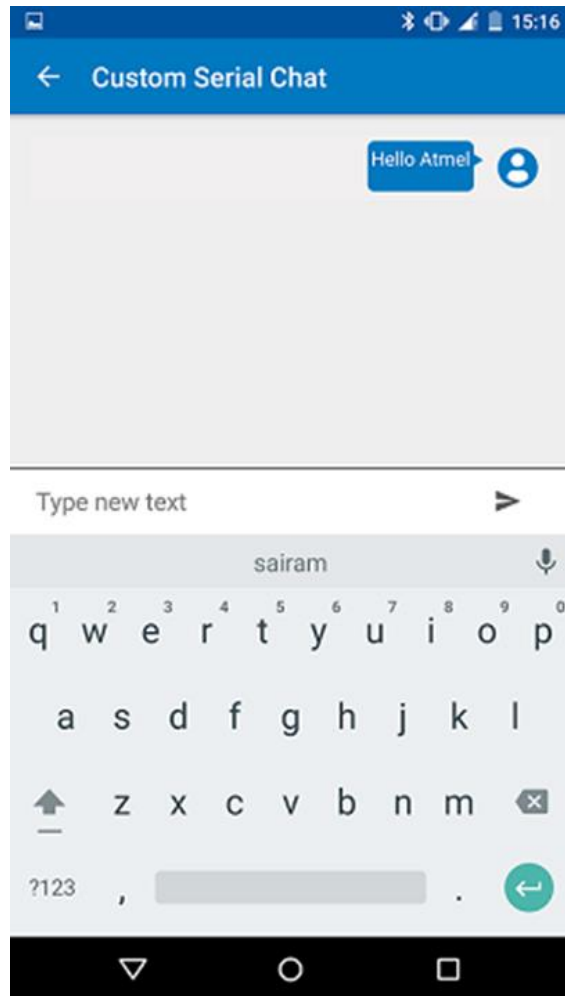 15:16
Custom Serial Chat
Hello Atmel
Type new text
sairam
1 2 3 4 5 6 7 8 9 0
q w e r t y u i o p
a s d f g h j k l
z x c v b n m
?123 , .